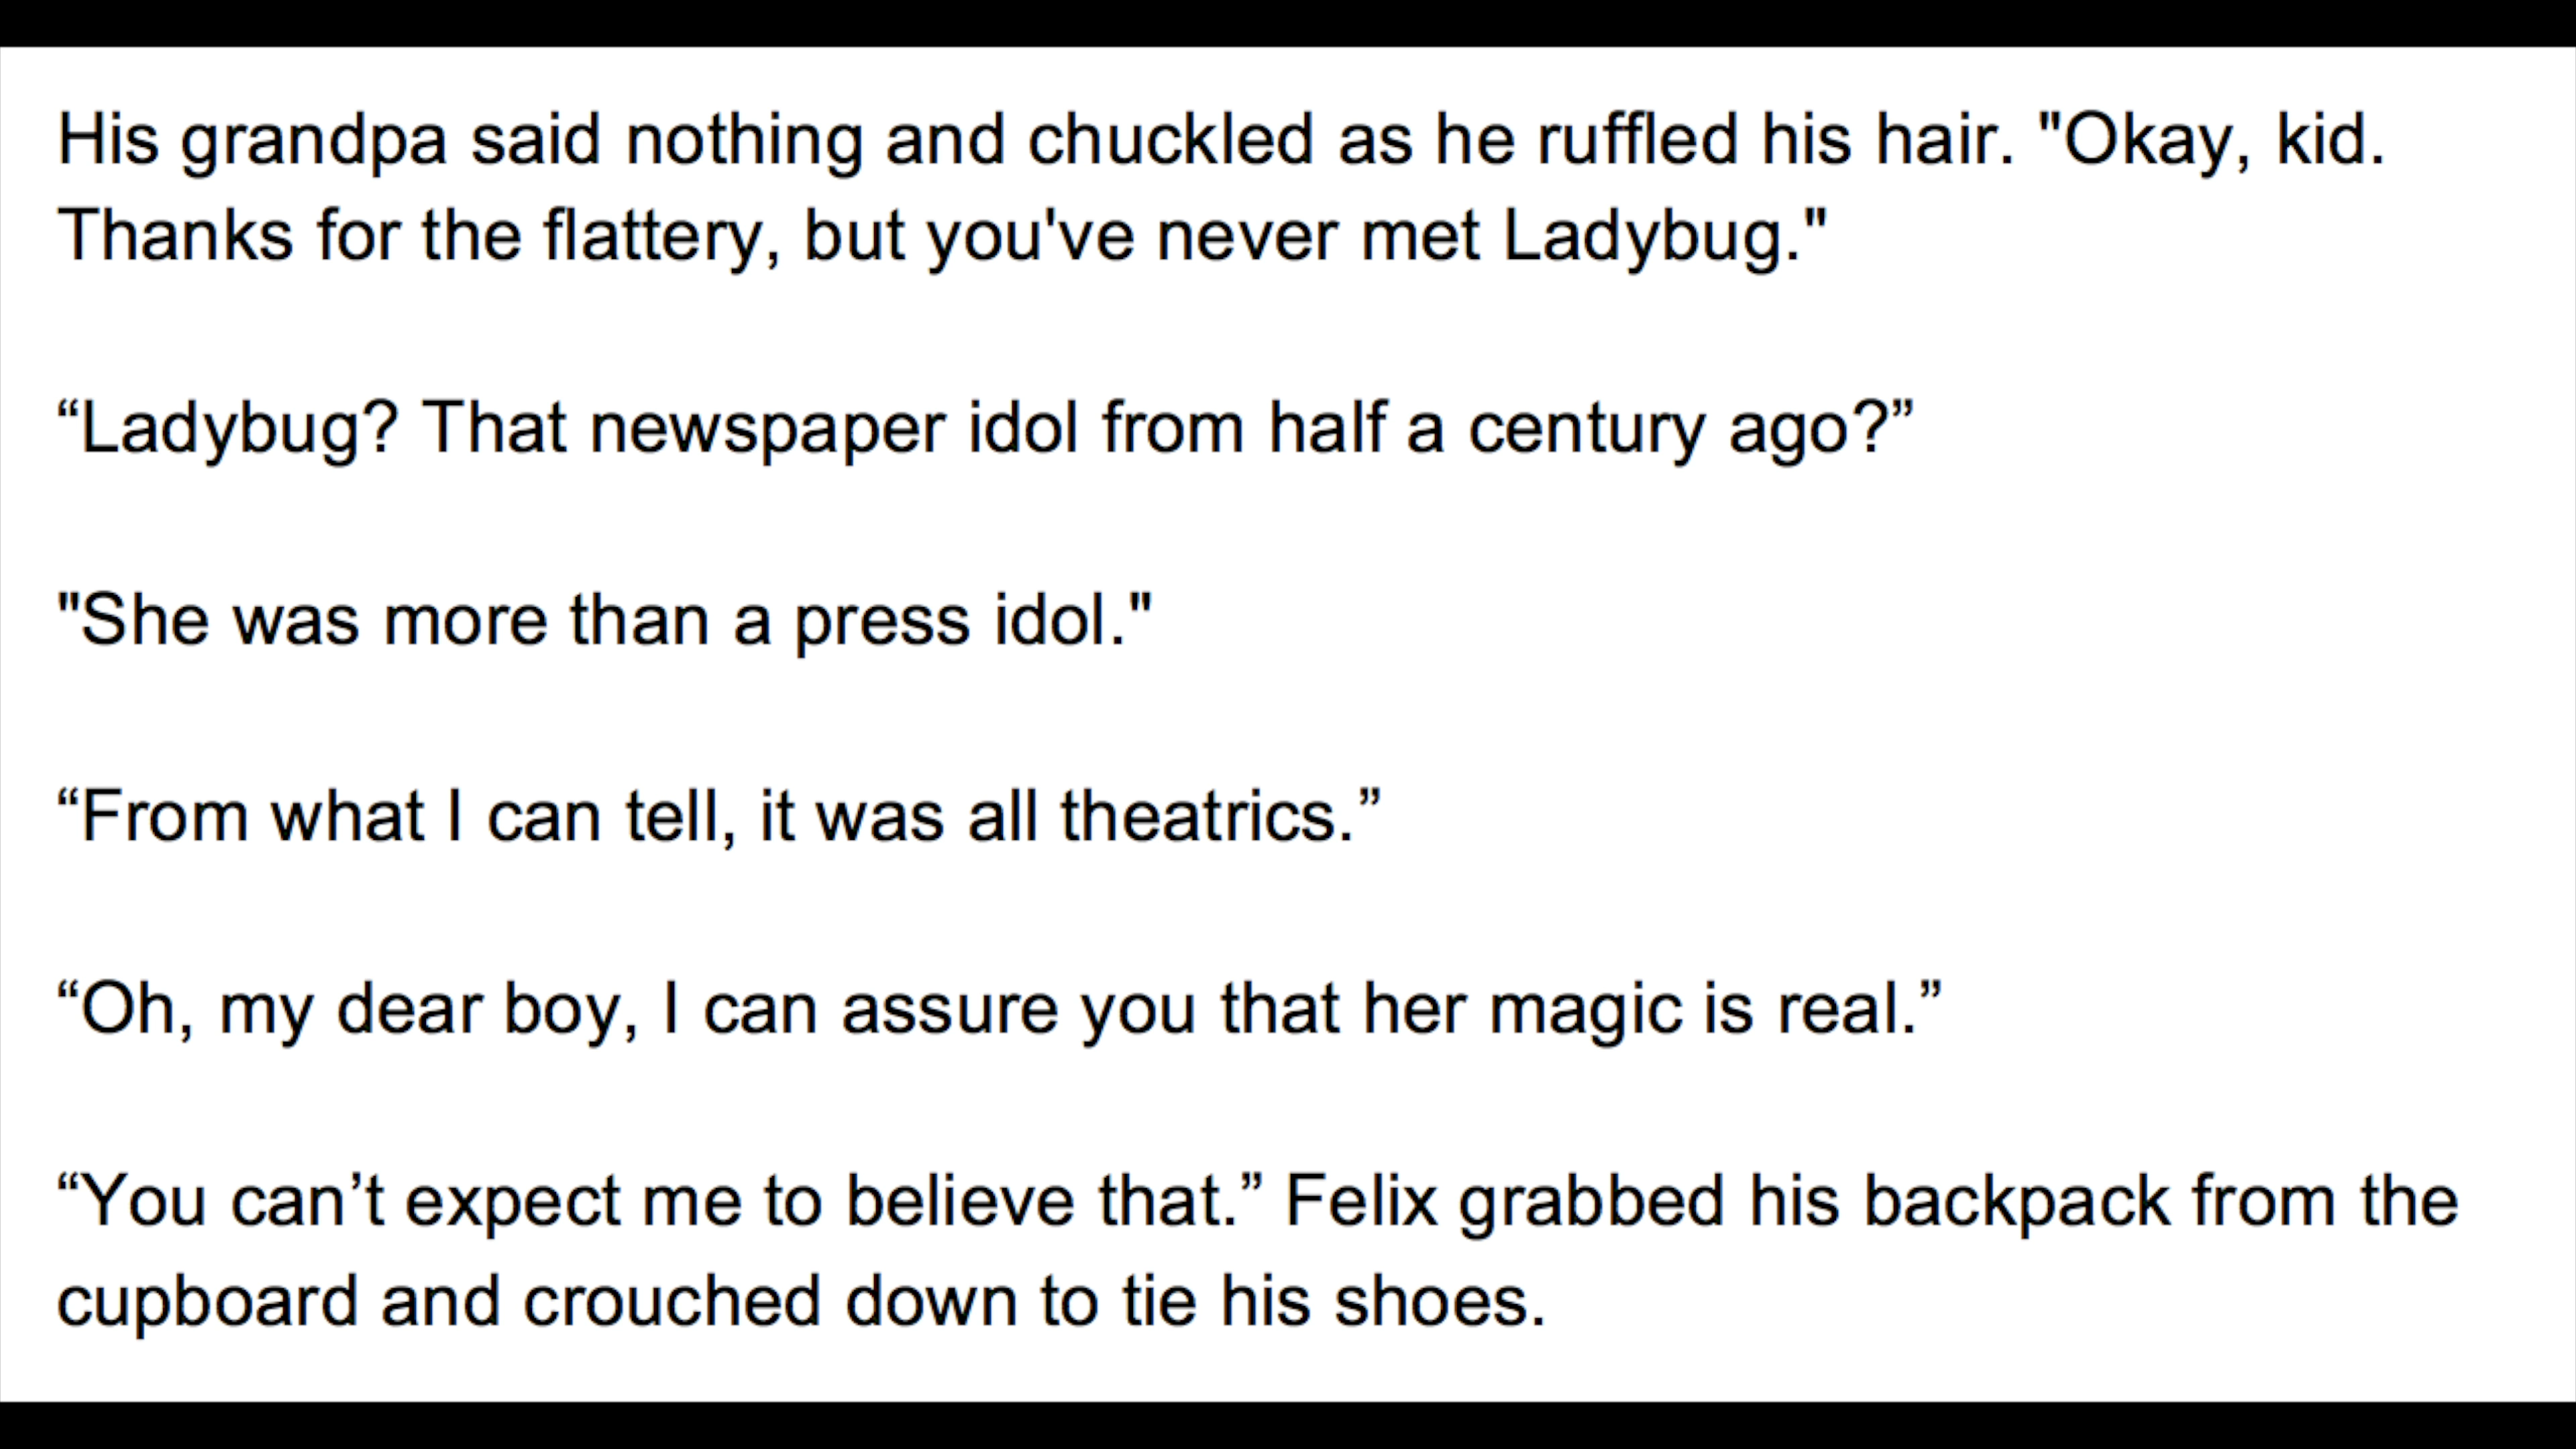 His grandpa said nothing and chuckled as he ruffled his hair. "Okay, kid.
Thanks for the flattery, but you've never met Ladybug."
“Ladybug? That newspaper idol from half a century ago?”
"She was more than a press idol."
“From what I can tell, it was all theatrics.”
“Oh, my dear boy, I can assure you that her magic is real.”
“You can’t expect me to believe that.” Felix grabbed his backpack from the
cupboard and crouched down to tie his shoes.